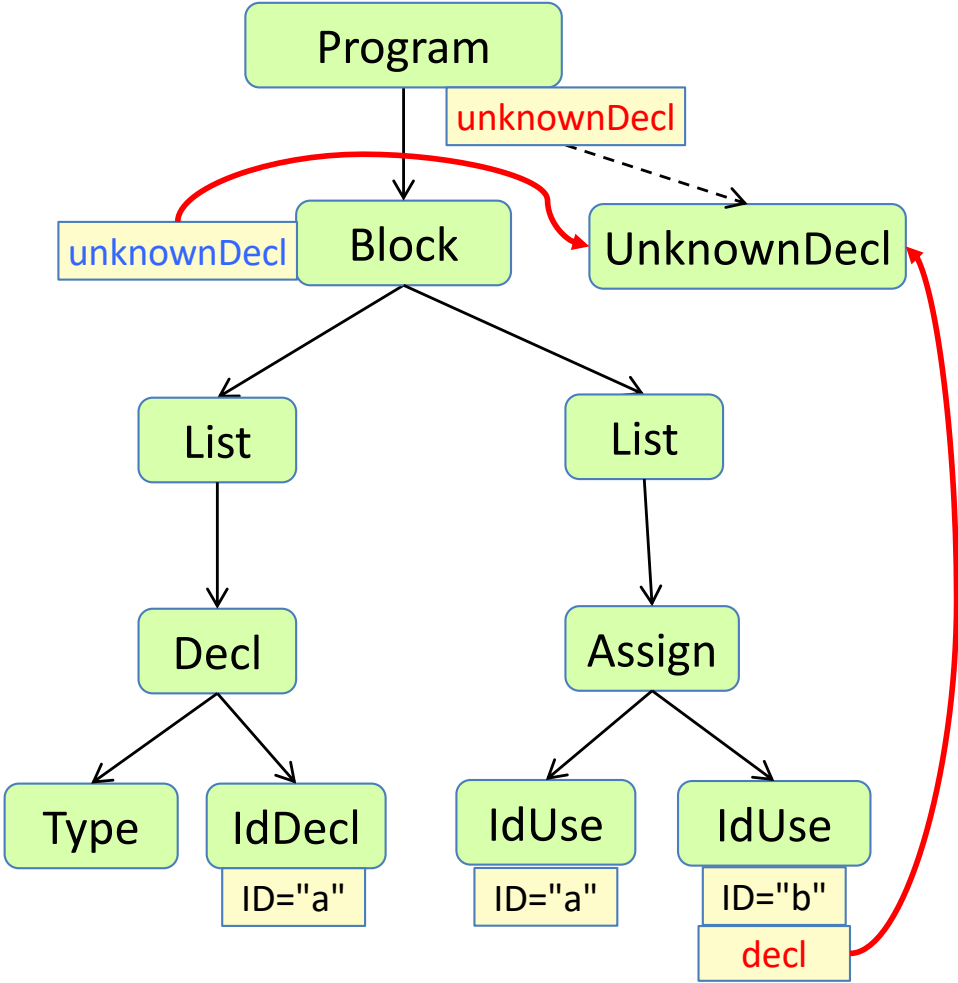 Program
unknownDecl
unknownDecl
Block
UnknownDecl
List
List
Decl
Assign
Type
IdDecl
IdUse
IdUse
ID="a"
ID="a"
ID="b"
decl